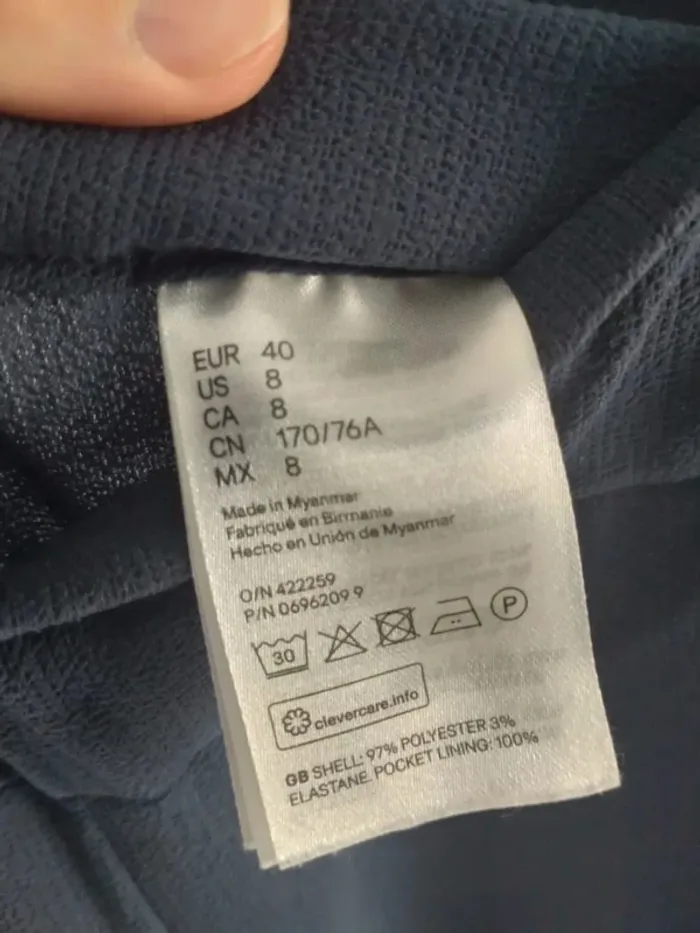 EUR 40
US 8
CA 8
CN 170/76A
MX 8
Made in Myanmar
Fabriqué en Birmanie
Hecho en Unión de Myanmar
O/N 422259
P/N 0696209 9
30 P
clevercare.info
GB SHELL: 97% POLYESTER 3%
ELASTANE. POCKET LINING: 100%